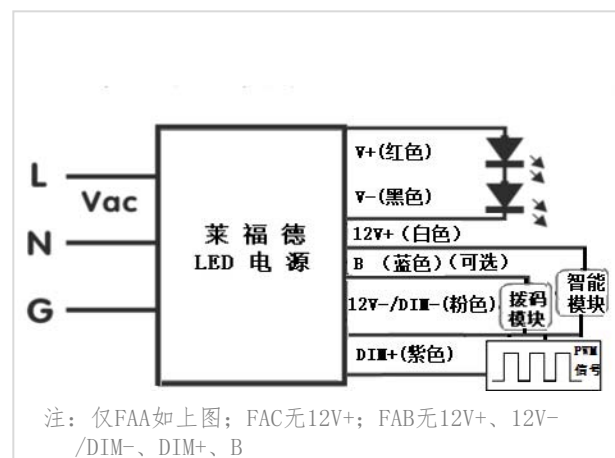 L
Vac
N
G
莱福德
LED 电源
V+(红色)
V-(黑色)
12V+ (白色)
B (蓝色)(可选)
12V-/DIM-(粉色)
DIM+(紫色)
拨码
模块
智能
模块
PWM
信号
注: 仅FAA如上图; FAC无12V+; FAB无12V+、12V-
/DIM-、DIM+、B